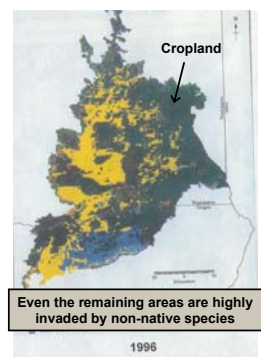 Cropland
Even the remaining areas are highly
invaded by non-native species
1996